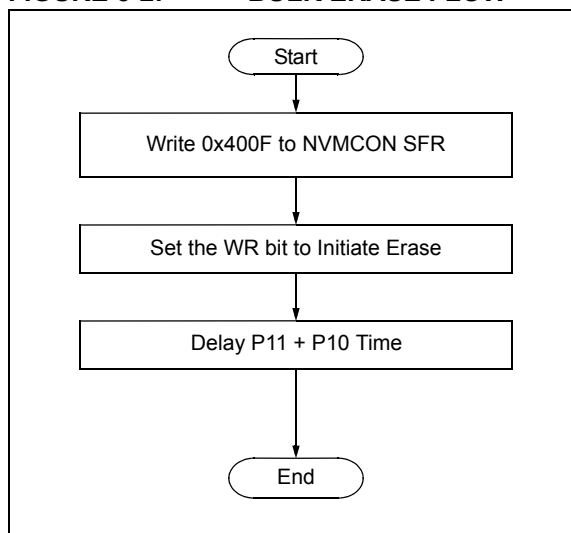 Start
Write 0x400F to NVMCON SFR
Set the WR bit to Initiate Erase
Delay P11 + P10 Time
End